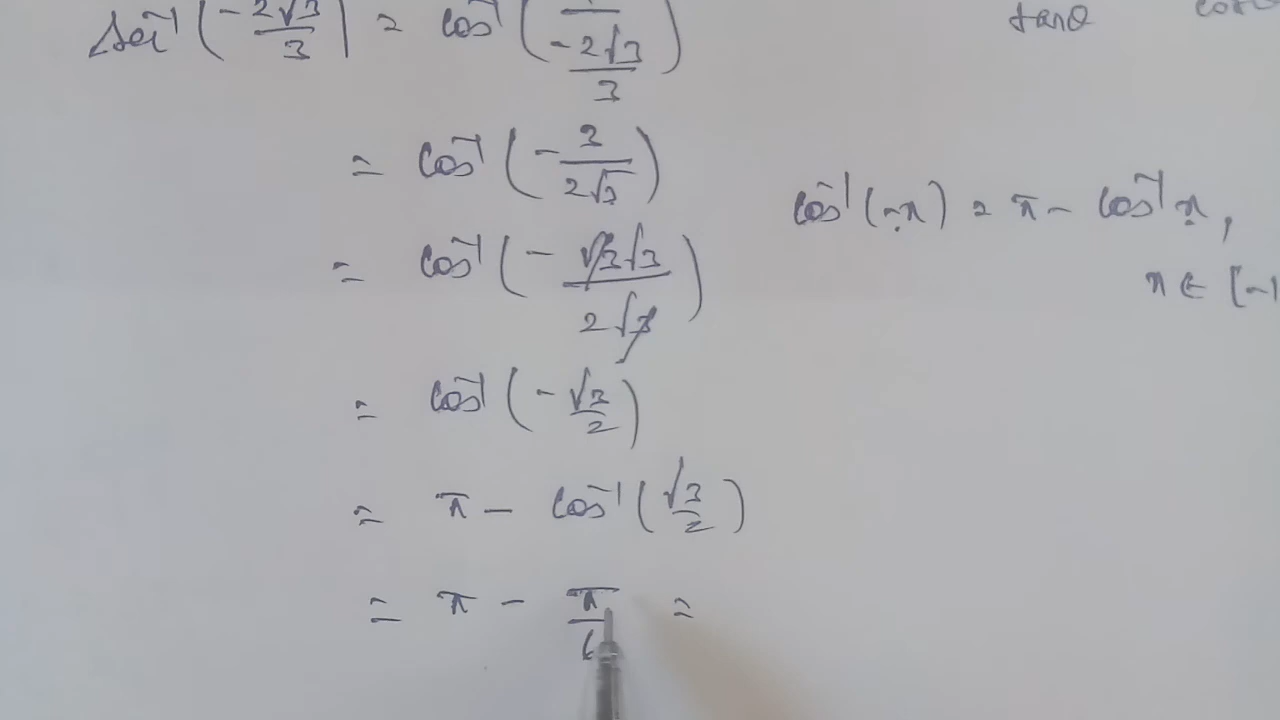 sec⁻¹(-2√3/3) = cos⁻¹(1/(-2√3/3))
tanθ
= cos⁻¹(-3/2√3)
cos⁻¹(-x) = π - cos⁻¹x,
= cos⁻¹(-√3√3/2√3)
x ∈ [-1
= cos⁻¹(-√3/2)
= π - cos⁻¹(√3/2)
= π - π/6 =